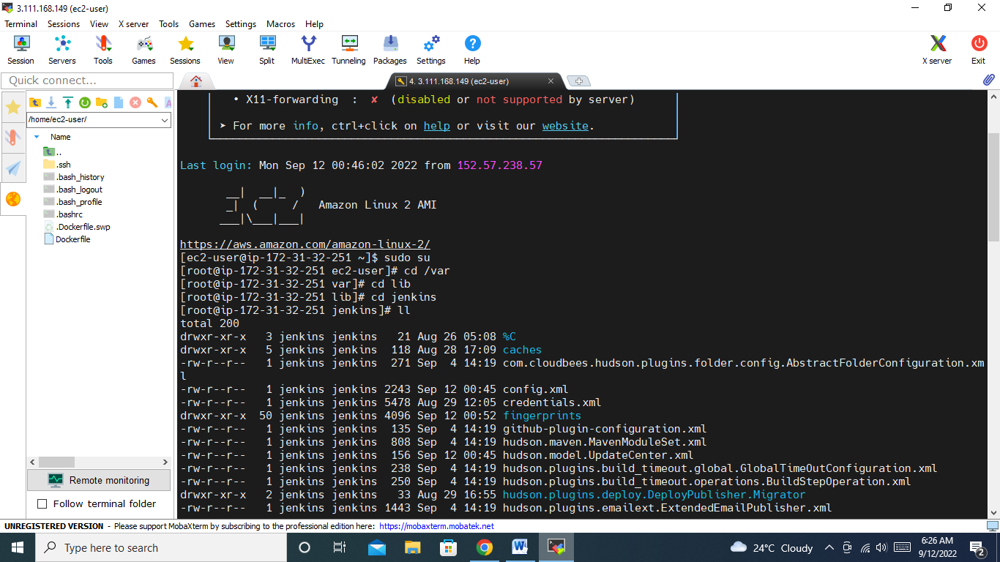 3.111.168.149 (ec2-user)
Terminal Sessions View X server Tools Games Settings Macros Help
Session Servers Tools Games Sessions View Split MultiExec Tunneling Packages Settings Help X server Exit
Quick connect...
4. 3.111.168.149 (ec2-user)
/home/ec2-user/
Name
..
.ssh
.bash_history
.bash_logout
.bash_profile
.bashrc
.Dockerfile.swp
Dockerfile
Remote monitoring
Follow terminal folder
• X11-forwarding : ✘ (disabled or not supported by server)
➤ For more info, ctrl+click on help or visit our website.
Last login: Mon Sep 12 00:46:02 2022 from 152.57.238.57
__| __|_ )
_| ( / Amazon Linux 2 AMI
___|\___|___|
https://aws.amazon.com/amazon-linux-2/
[ec2-user@ip-172-31-32-251 ~]$ sudo su
[root@ip-172-31-32-251 ec2-user]# cd /var
[root@ip-172-31-32-251 var]# cd lib
[root@ip-172-31-32-251 lib]# cd jenkins
[root@ip-172-31-32-251 jenkins]# ll
total 200
drwxr-xr-x 3 jenkins jenkins 21 Aug 26 05:08 %C
drwxr-xr-x 5 jenkins jenkins 118 Aug 28 17:09 caches
-rw-r--r-- 1 jenkins jenkins 271 Sep 4 14:19 com.cloudbees.hudson.plugins.folder.config.AbstractFolderConfiguration.xm
l
-rw-r--r-- 1 jenkins jenkins 2243 Sep 12 00:45 config.xml
-rw-r--r-- 1 jenkins jenkins 5478 Aug 29 12:05 credentials.xml
drwxr-xr-x 50 jenkins jenkins 4096 Sep 12 00:52 fingerprints
-rw-r--r-- 1 jenkins jenkins 135 Sep 4 14:19 github-plugin-configuration.xml
-rw-r--r-- 1 jenkins jenkins 808 Sep 4 14:19 hudson.maven.MavenModuleSet.xml
-rw-r--r-- 1 jenkins jenkins 156 Sep 12 00:45 hudson.model.UpdateCenter.xml
-rw-r--r-- 1 jenkins jenkins 238 Sep 4 14:19 hudson.plugins.build_timeout.global.GlobalTimeOutConfiguration.xml
-rw-r--r-- 1 jenkins jenkins 250 Sep 4 14:19 hudson.plugins.build_timeout.operations.BuildStepOperation.xml
drwxr-xr-x 2 jenkins jenkins 33 Aug 29 16:55 hudson.plugins.deploy.DeployPublisher.Migrator
-rw-r--r-- 1 jenkins jenkins 1443 Sep 4 14:19 hudson.plugins.emailext.ExtendedEmailPublisher.xml
UNREGISTERED VERSION - Please support MobaXterm by subscribing to the professional edition here: https://mobaxterm.mobatek.net
Type here to search
24°C Cloudy
6:26 AM
9/12/2022
2